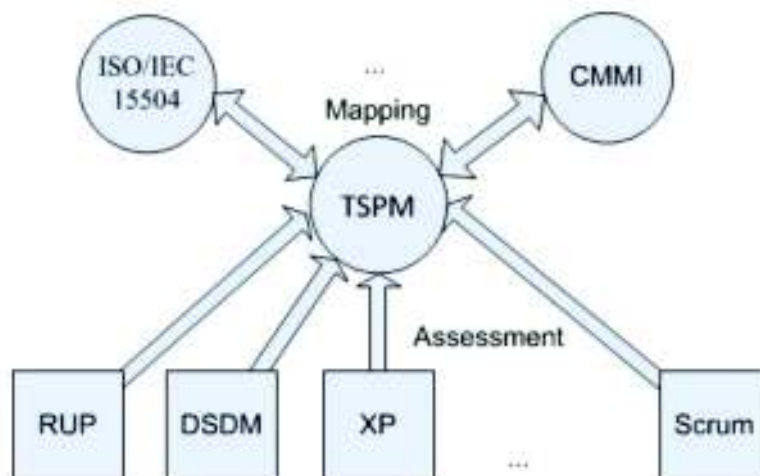 ISO/IEC
15504
...
CMMI
Mapping
TSPM
Assessment
RUP
DSDM
XP
...
Scrum